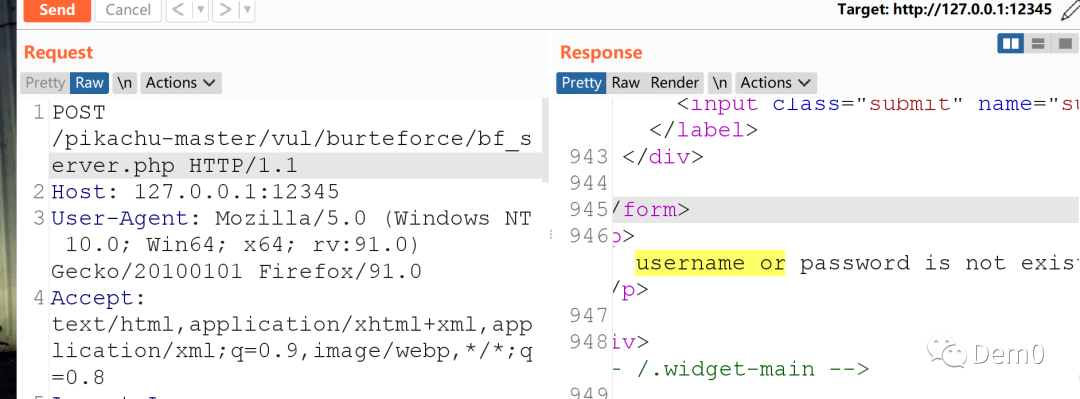 Send Cancel < > Target: http://127.0.0.1:12345
Request
Pretty Raw \n Actions
1 POST
/pikachu-master/vul/burteforce/bf_s
erver.php HTTP/1.1
2 Host: 127.0.0.1:12345
3 User-Agent: Mozilla/5.0 (Windows NT
10.0; Win64; x64; rv:91.0)
Gecko/20100101 Firefox/91.0
4 Accept:
text/html,application/xhtml+xml,app
lication/xml;q=0.9,image/webp,*/*;q
=0.8
Response
Pretty Raw Render \n Actions
<input class="submit" name="su
</label>
943 </div>
944
945 /form>
946 p>
username or password is not exis
/p>
947
948 iv>
- /.widget-main -->
949
Dem0